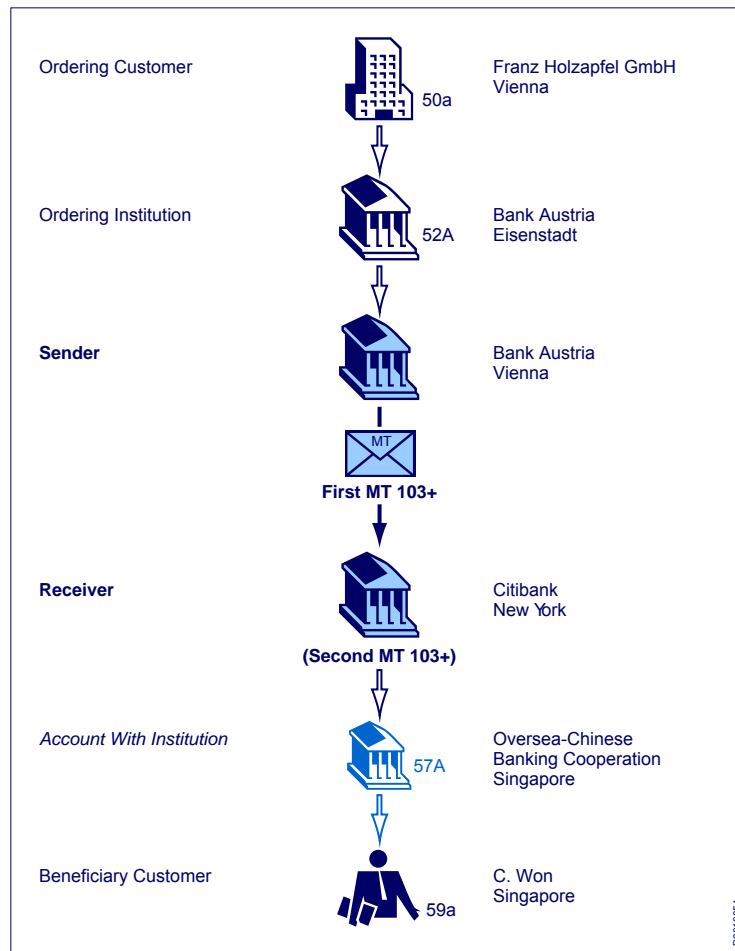 Ordering Customer
50a
Franz Holzapfel GmbH
Vienna
Ordering Institution
52A
Bank Austria
Eisenstadt
Sender
Bank Austria
Vienna
MT
First MT 103+
Receiver
Citibank
New York
(Second MT 103+)
Account With Institution
57A
Oversea-Chinese
Banking Cooperation
Singapore
Beneficiary Customer
59a
C. Won
Singapore